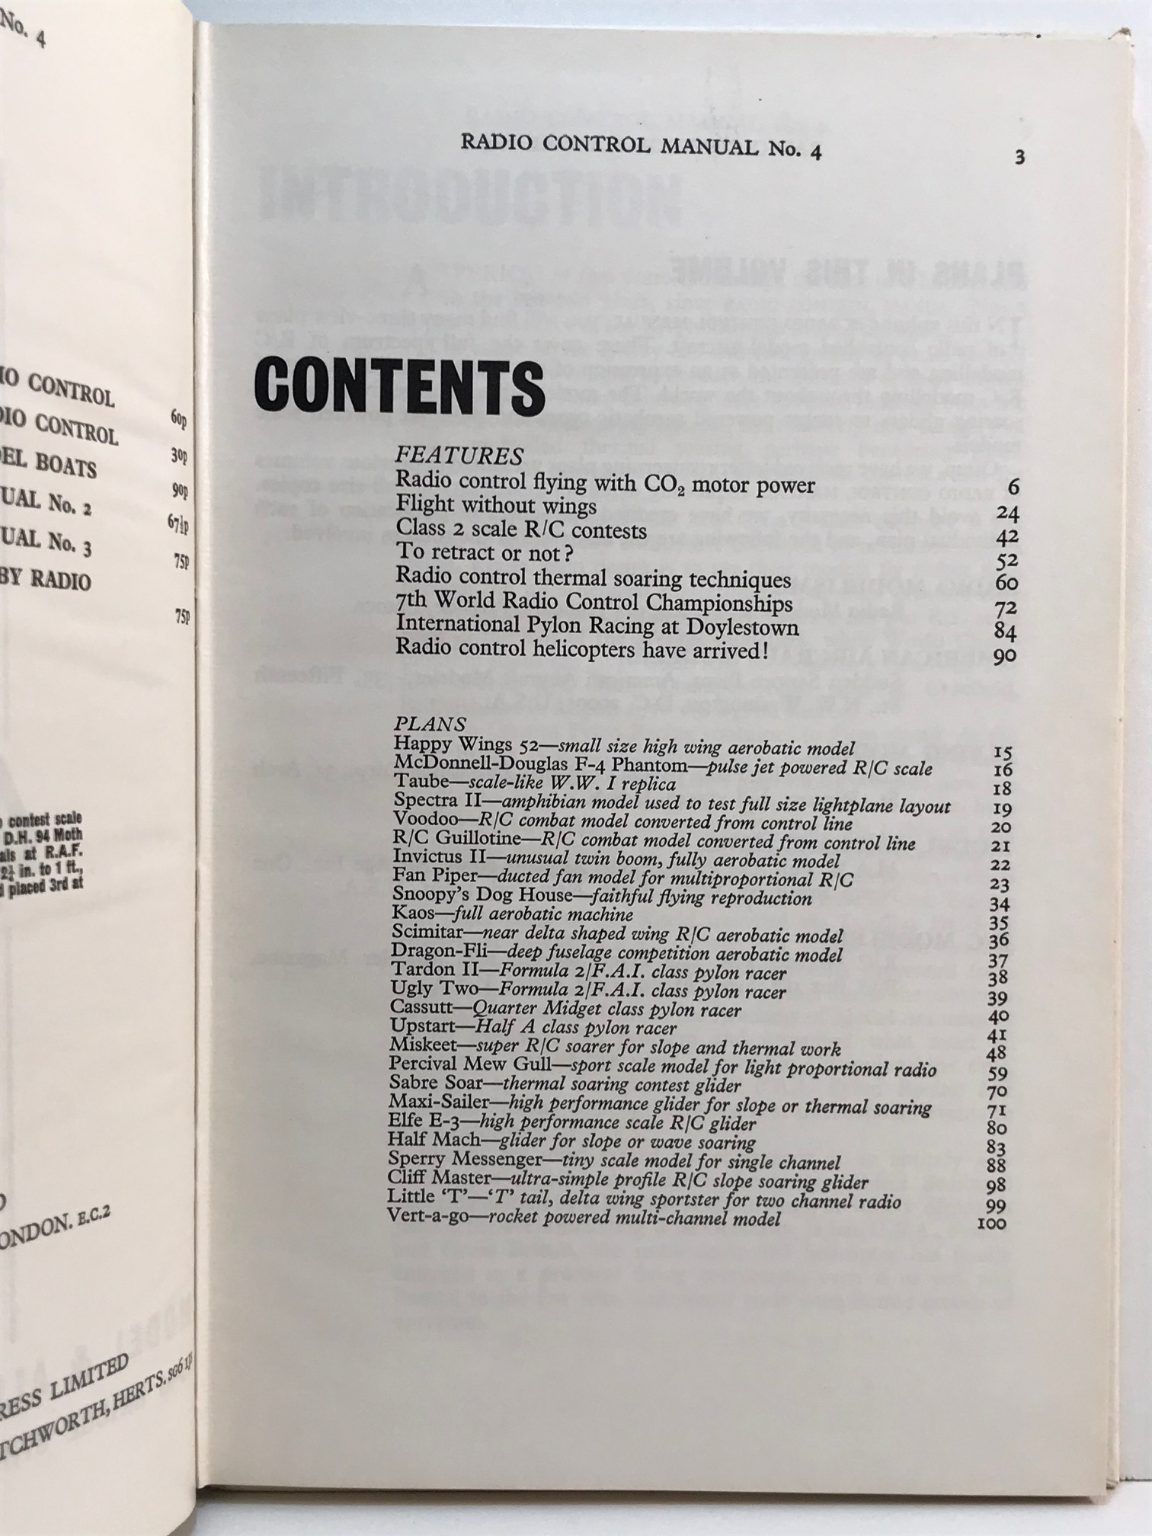 No. 4
IO CONTROL 60p
DIO CONTROL 30p
EL BOATS 90p
UAL No. 2 67½p
UAL No. 3 75p
BY RADIO
75p
contest scale
D.H. 94 Moth
als at R.A.F.
2½ in. to 1 ft.,
placed 3rd at
ONDON. E.C.2
RESS LIMITED
TCHWORTH, HERTS. SG6
RADIO CONTROL MANUAL No. 4 3
CONTENTS
FEATURES
Radio control flying with CO₂ motor power 6
Flight without wings 24
Class 2 scale R/C contests 42
To retract or not? 52
Radio control thermal soaring techniques 60
7th World Radio Control Championships 72
International Pylon Racing at Doylestown 84
Radio control helicopters have arrived! 90
PLANS
Happy Wings 52—small size high wing aerobatic model 15
McDonnell-Douglas F-4 Phantom—pulse jet powered R/C scale 16
Taube—scale-like W.W. I replica 18
Spectra II—amphibian model used to test full size lightplane layout 19
Voodoo—R/C combat model converted from control line 20
R/C Guillotine—R/C combat model converted from control line 21
Invictus II—unusual twin boom, fully aerobatic model 22
Fan Piper—ducted fan model for multiproportional R/C 23
Snoopy's Dog House—faithful flying reproduction 34
Kaos—full aerobatic machine 35
Scimitar—near delta shaped wing R/C aerobatic model 36
Dragon-Fli—deep fuselage competition aerobatic model 37
Tardon II—Formula 2/F.A.I. class pylon racer 38
Ugly Two—Formula 2/F.A.I. class pylon racer 39
Cassutt—Quarter Midget class pylon racer 40
Upstart—Half A class pylon racer 41
Miskeet—super R/C soarer for slope and thermal work 48
Percival Mew Gull—sport scale model for light proportional radio 59
Sabre Soar—thermal soaring contest glider 70
Maxi-Sailer—high performance glider for slope or thermal soaring 71
Elfe E-3—high performance scale R/C glider 80
Half Mach—glider for slope or wave soaring 83
Sperry Messenger—tiny scale model for single channel 88
Cliff Master—ultra-simple profile R/C slope soaring glider 98
Little 'T'—'T' tail, delta wing sportster for two channel radio 99
Vert-a-go—rocket powered multi-channel model 100